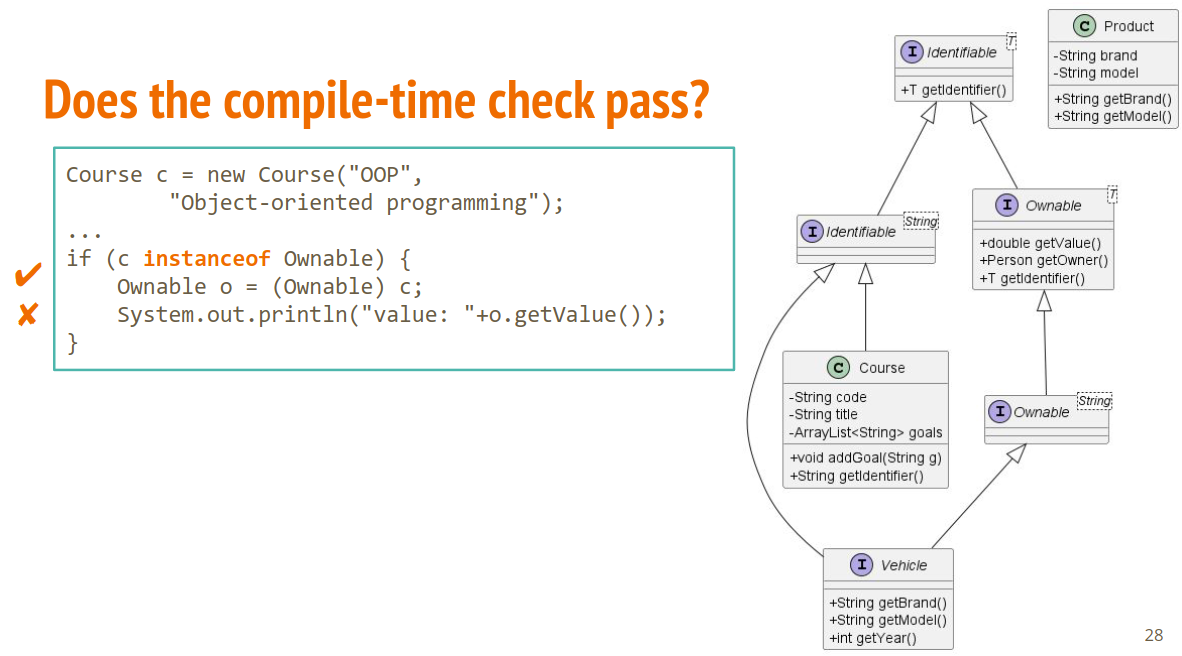 Does the compile-time check pass?
Course c = new Course("OOP",
"Object-oriented programming");
...
if (c instanceof Ownable) {
✔
Ownable o = (Ownable) c;
✘
System.out.println("value: "+o.getValue());
}
I Identifiable T
+T getIdentifier()
C Product
-String brand
-String model
+String getBrand()
+String getModel()
I Identifiable String
I Ownable T
+double getValue()
+Person getOwner()
+T getIdentifier()
C Course
-String code
-String title
-ArrayList<String> goals
+void addGoal(String g)
+String getIdentifier()
I Ownable String
I Vehicle
+String getBrand()
+String getModel()
+int getYear()
28